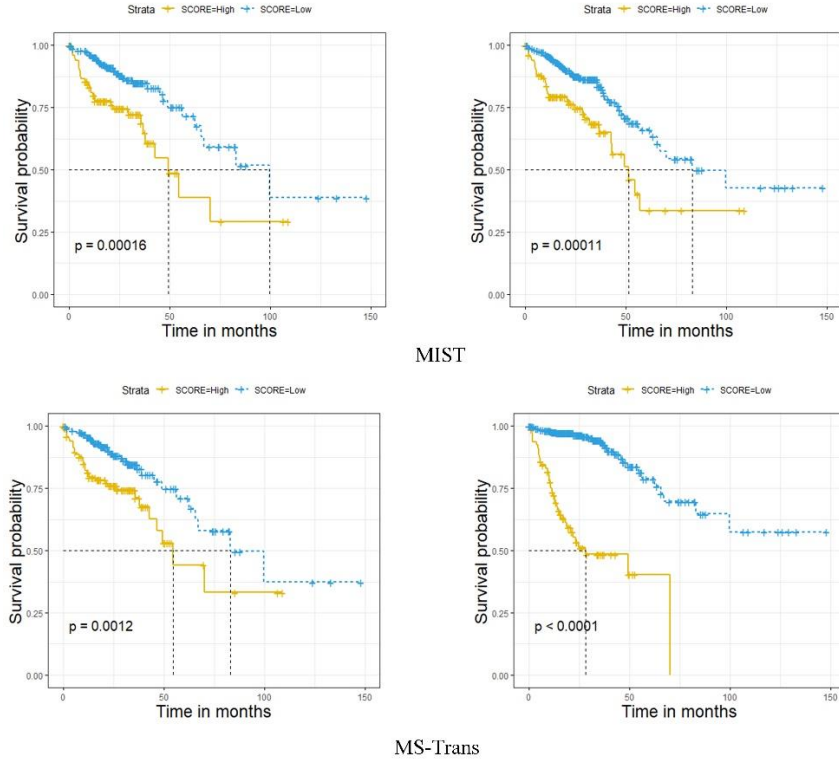 Strata SCORE=High SCORE=Low
1.00
0.75
0.50
0.25
0.00
Survival probability
p = 0.00016
0 50 100 150
Time in months
Strata SCORE=High SCORE=Low
1.00
0.75
0.50
0.25
0.00
Survival probability
p = 0.00011
0 50 100 150
Time in months
MIST
Strata SCORE=High SCORE=Low
1.00
0.75
0.50
0.25
0.00
Survival probability
p = 0.0012
0 50 100 150
Time in months
Strata SCORE=High SCORE=Low
1.00
0.75
0.50
0.25
0.00
Survival probability
p < 0.0001
0 50 100 150
Time in months
MS-Trans